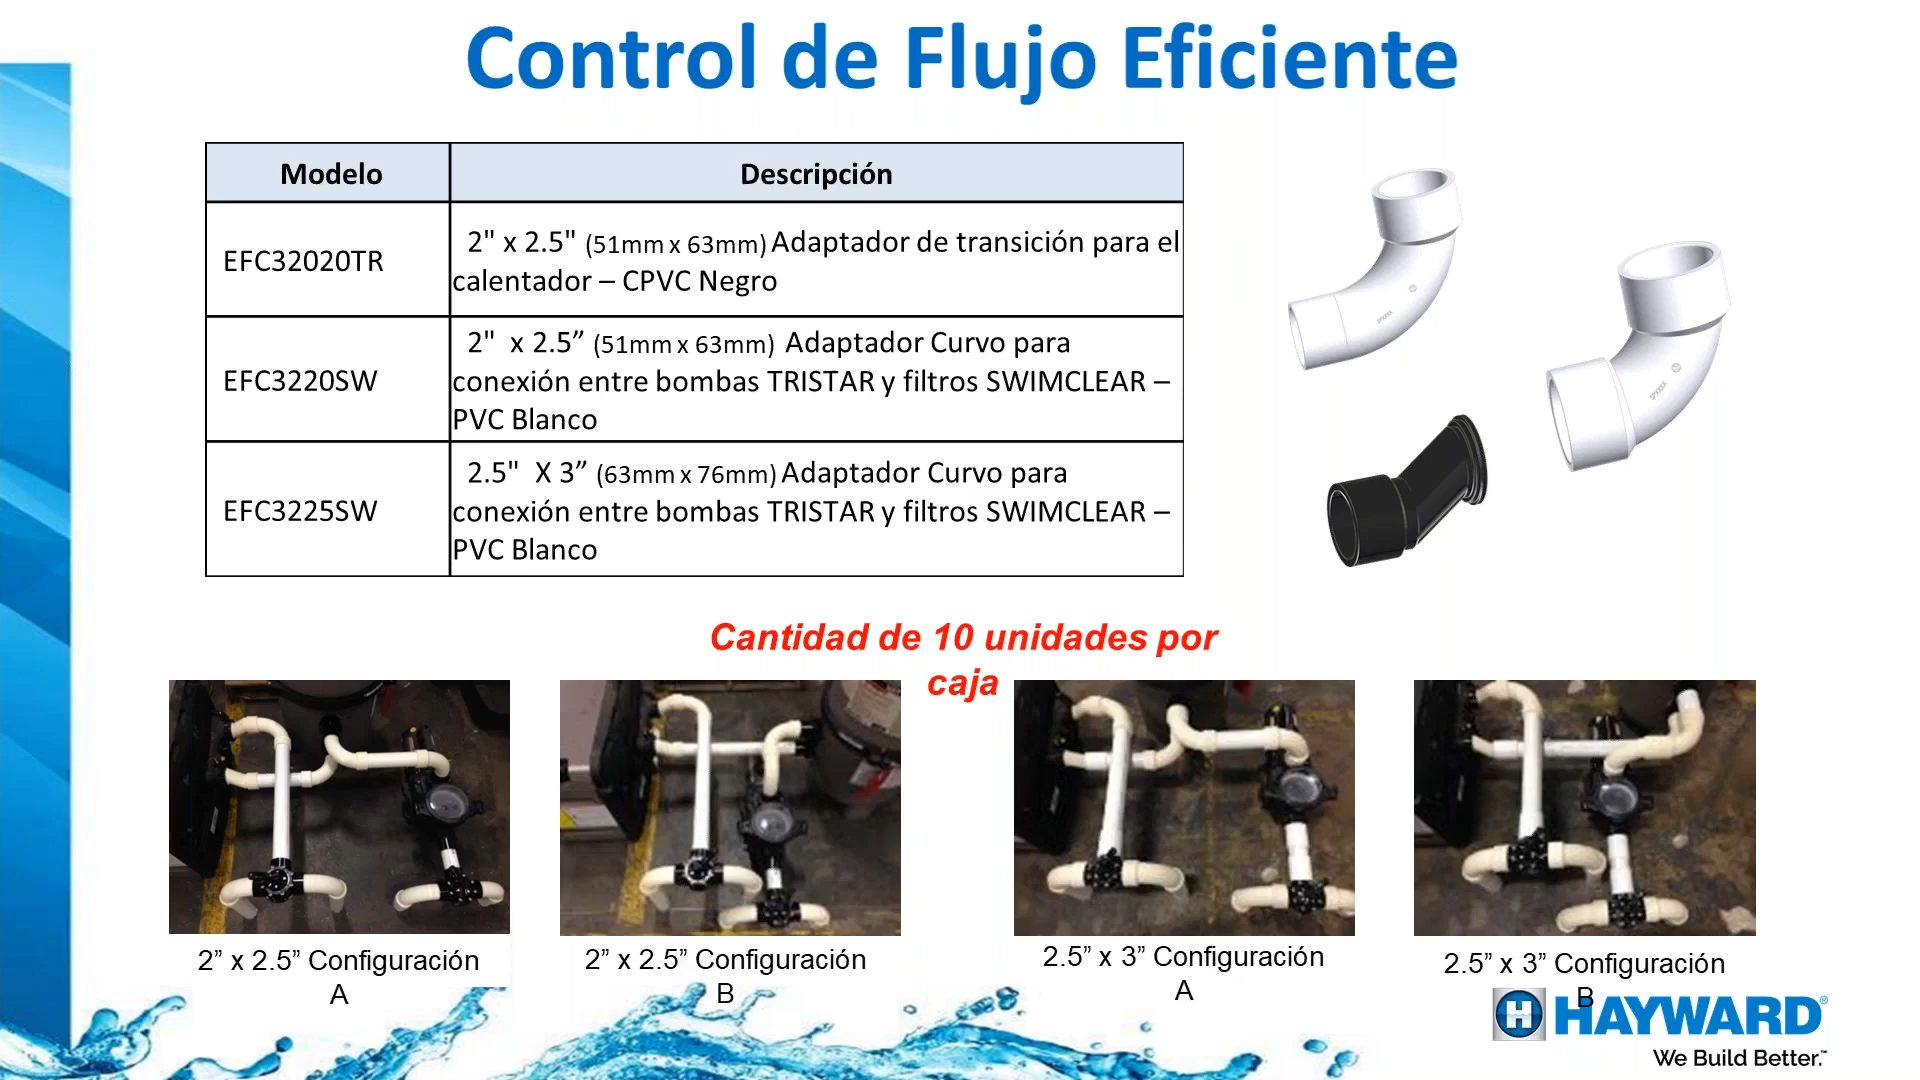 Control de Flujo Eficiente
Modelo
Descripción
EFC32020TR
2" x 2.5" (51mm x 63mm) Adaptador de transición para el
calentador – CPVC Negro
EFC3220SW
2" x 2.5” (51mm x 63mm) Adaptador Curvo para
conexión entre bombas TRISTAR y filtros SWIMCLEAR –
PVC Blanco
EFC3225SW
2.5" X 3” (63mm x 76mm) Adaptador Curvo para
conexión entre bombas TRISTAR y filtros SWIMCLEAR –
PVC Blanco
Cantidad de 10 unidades por
caja
2” x 2.5” Configuración
A
2” x 2.5” Configuración
B
2.5” x 3” Configuración
A
2.5” x 3” Configuración
B
HAYWARD®
We Build Better.™